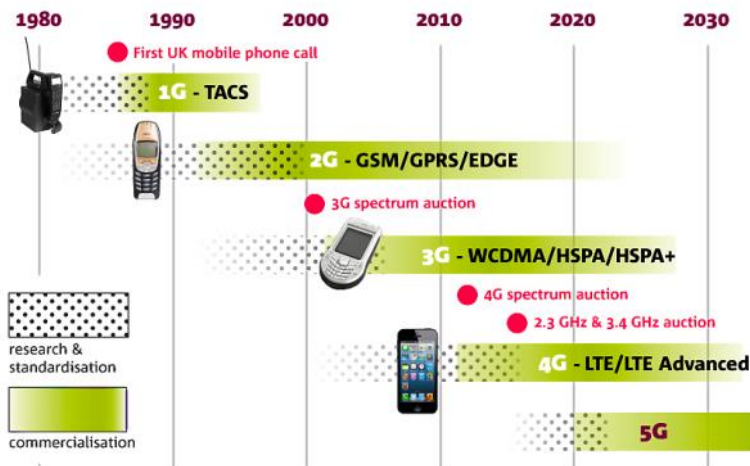 1980 1990 2000 2010 2020 2030
First UK mobile phone call
1G - TACS
2G - GSM/GPRS/EDGE
3G spectrum auction
3G - WCDMA/HSPA/HSPA+
4G spectrum auction
2.3 GHz & 3.4 GHz auction
research &
standardisation
4G - LTE/LTE Advanced
commercialisation
5G